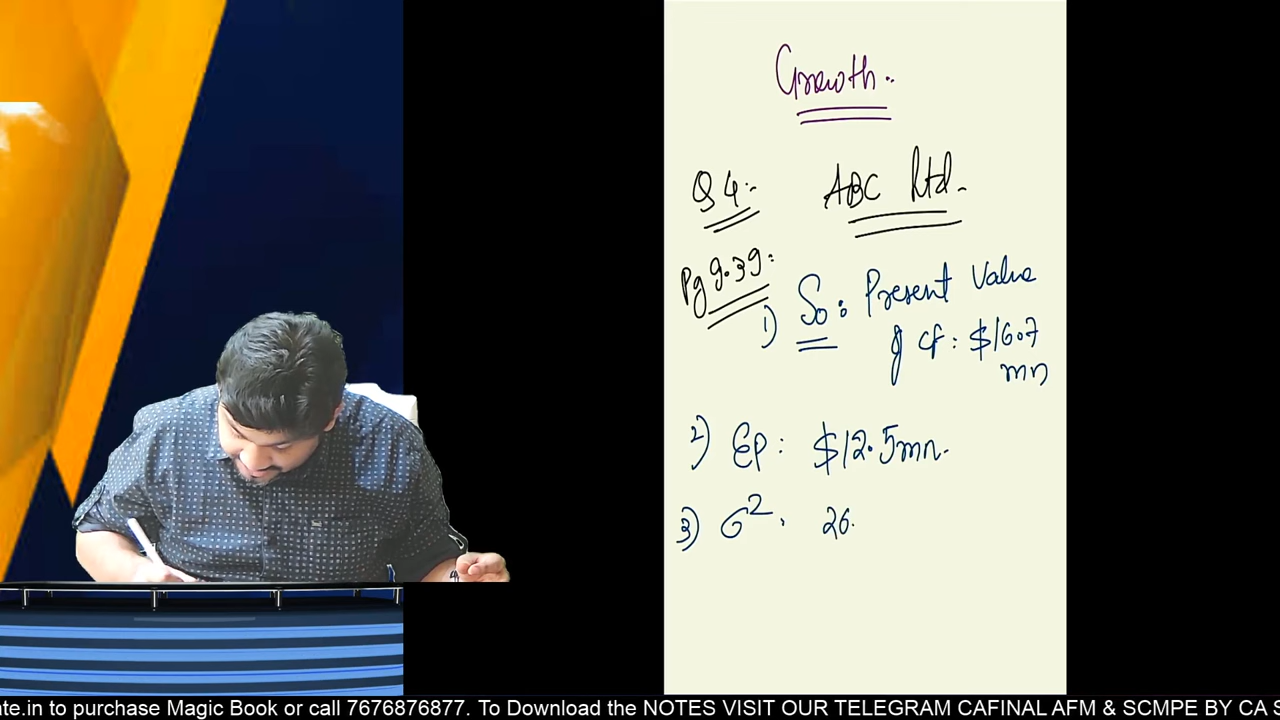 Growth.
Q4:-
ABC Ltd.
Pg 9.39:
1) So: Present Value
of CF: $16.7
mn
2) EP: $12.5mn.
3) σ²: 26.
ate.in to purchase Magic Book or call 7676876877. To Download the NOTES VISIT OUR TELEGRAM CAFINAL AFM & SCMPE BY CA S